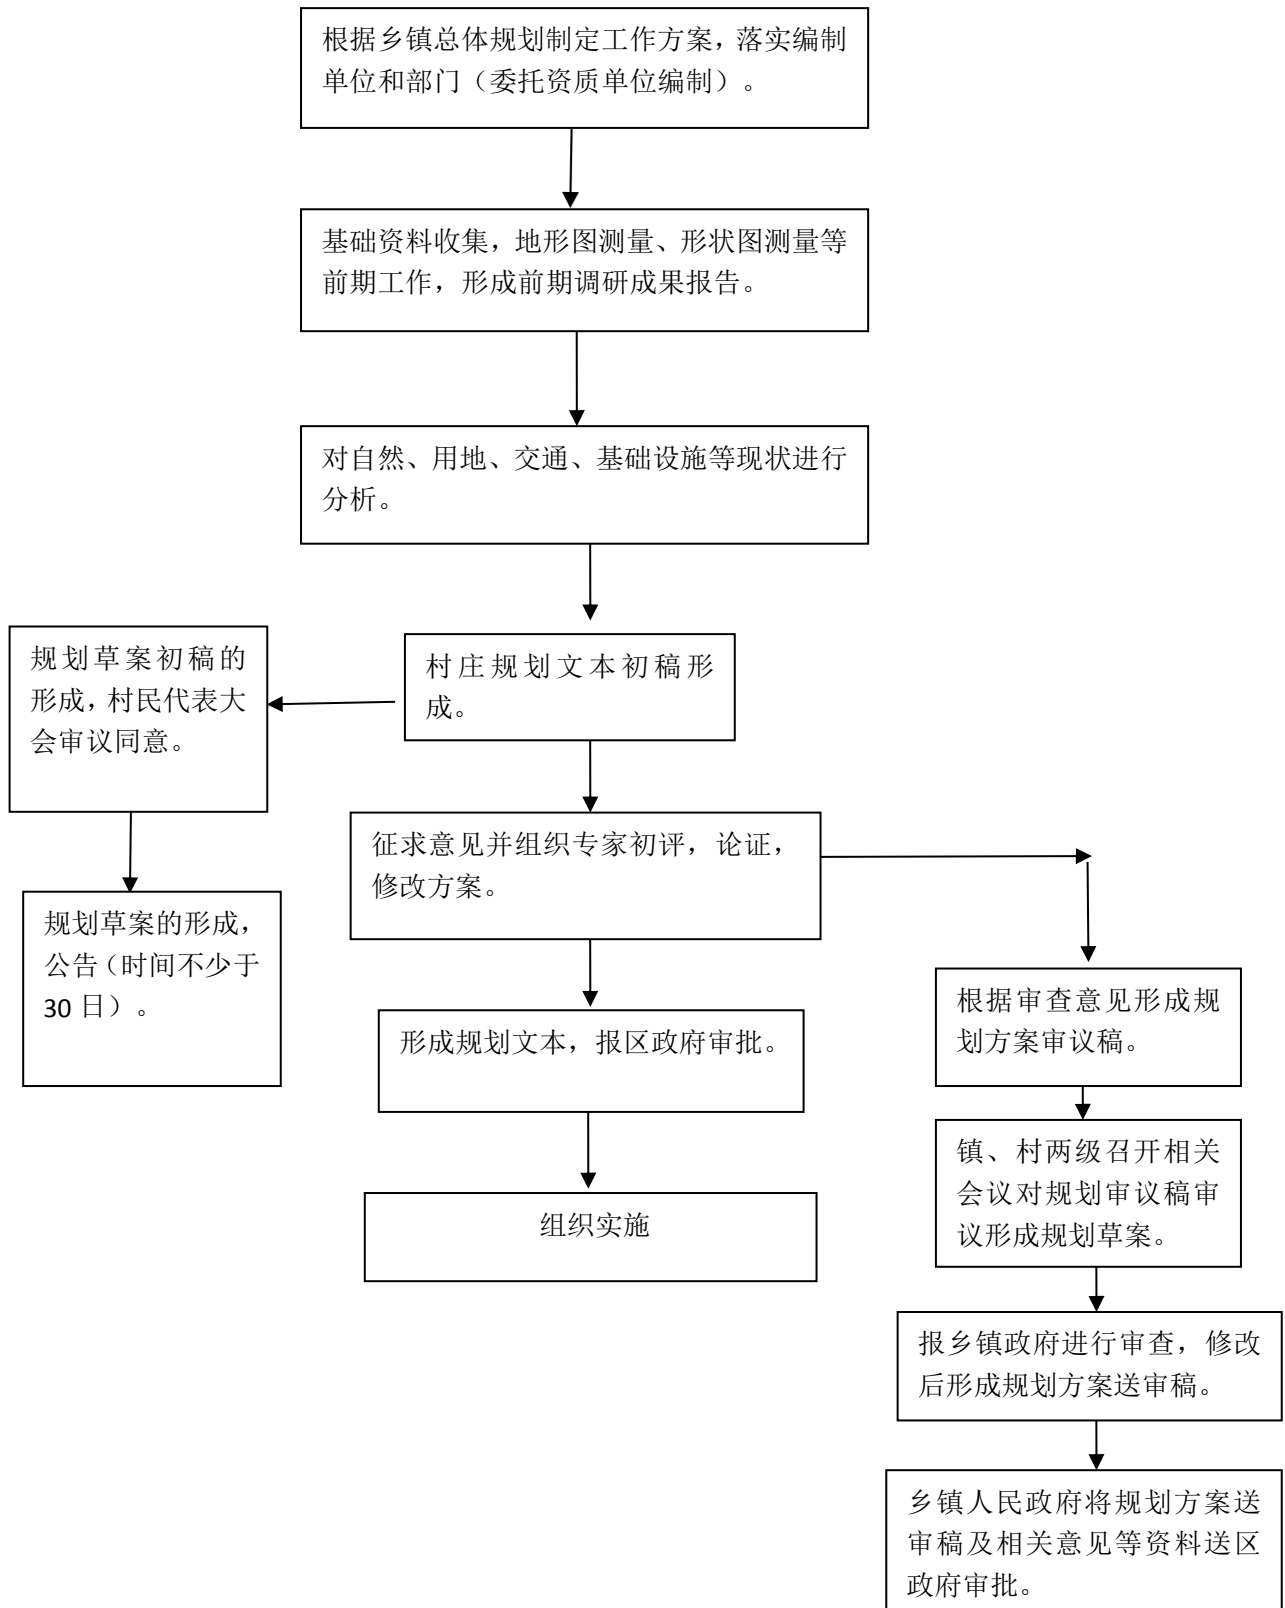 根据乡镇总体规划制定工作方案，落实编制
单位和部门（委托资质单位编制）。
基础资料收集，地形图测量、形状图测量等
前期工作，形成前期调研成果报告。
对自然、用地、交通、基础设施等现状进行
分析。
村庄规划文本初稿形
成。
规划草案初稿的
形成，村民代表大
会审议同意。
规划草案的形成，
公告（时间不少于
30 日）。
征求意见并组织专家初评，论证，
修改方案。
形成规划文本，报区政府审批。
组织实施
根据审查意见形成规
划方案审议稿。
镇、村两级召开相关
会议对规划审议稿审
议形成规划草案。
报乡镇政府进行审查，修改
后形成规划方案送审稿。
乡镇人民政府将规划方案送
审稿及相关意见等资料送区
政府审批。